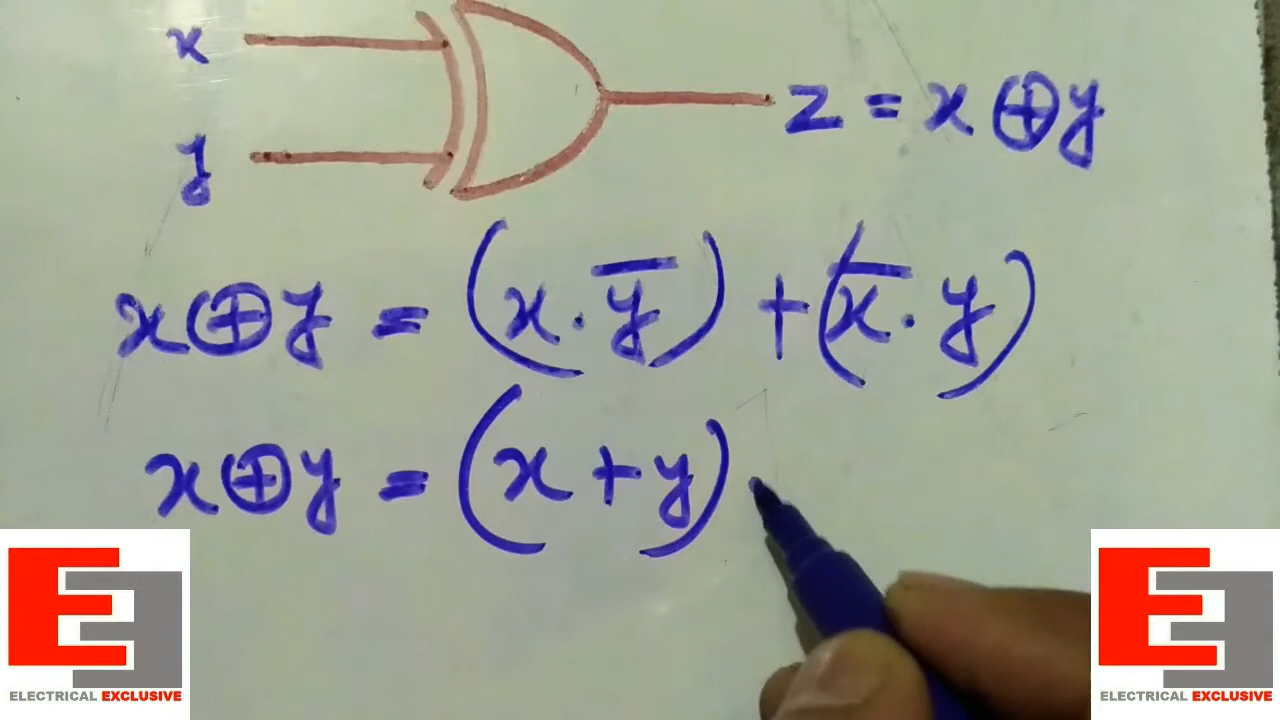 x
z = x ⊕ y
y
x ⊕ y = (x . y̅) + (x̅ . y)
x ⊕ y = (x + y)
ELECTRICAL EXCLUSIVE
ELECTRICAL EXCLUSIVE